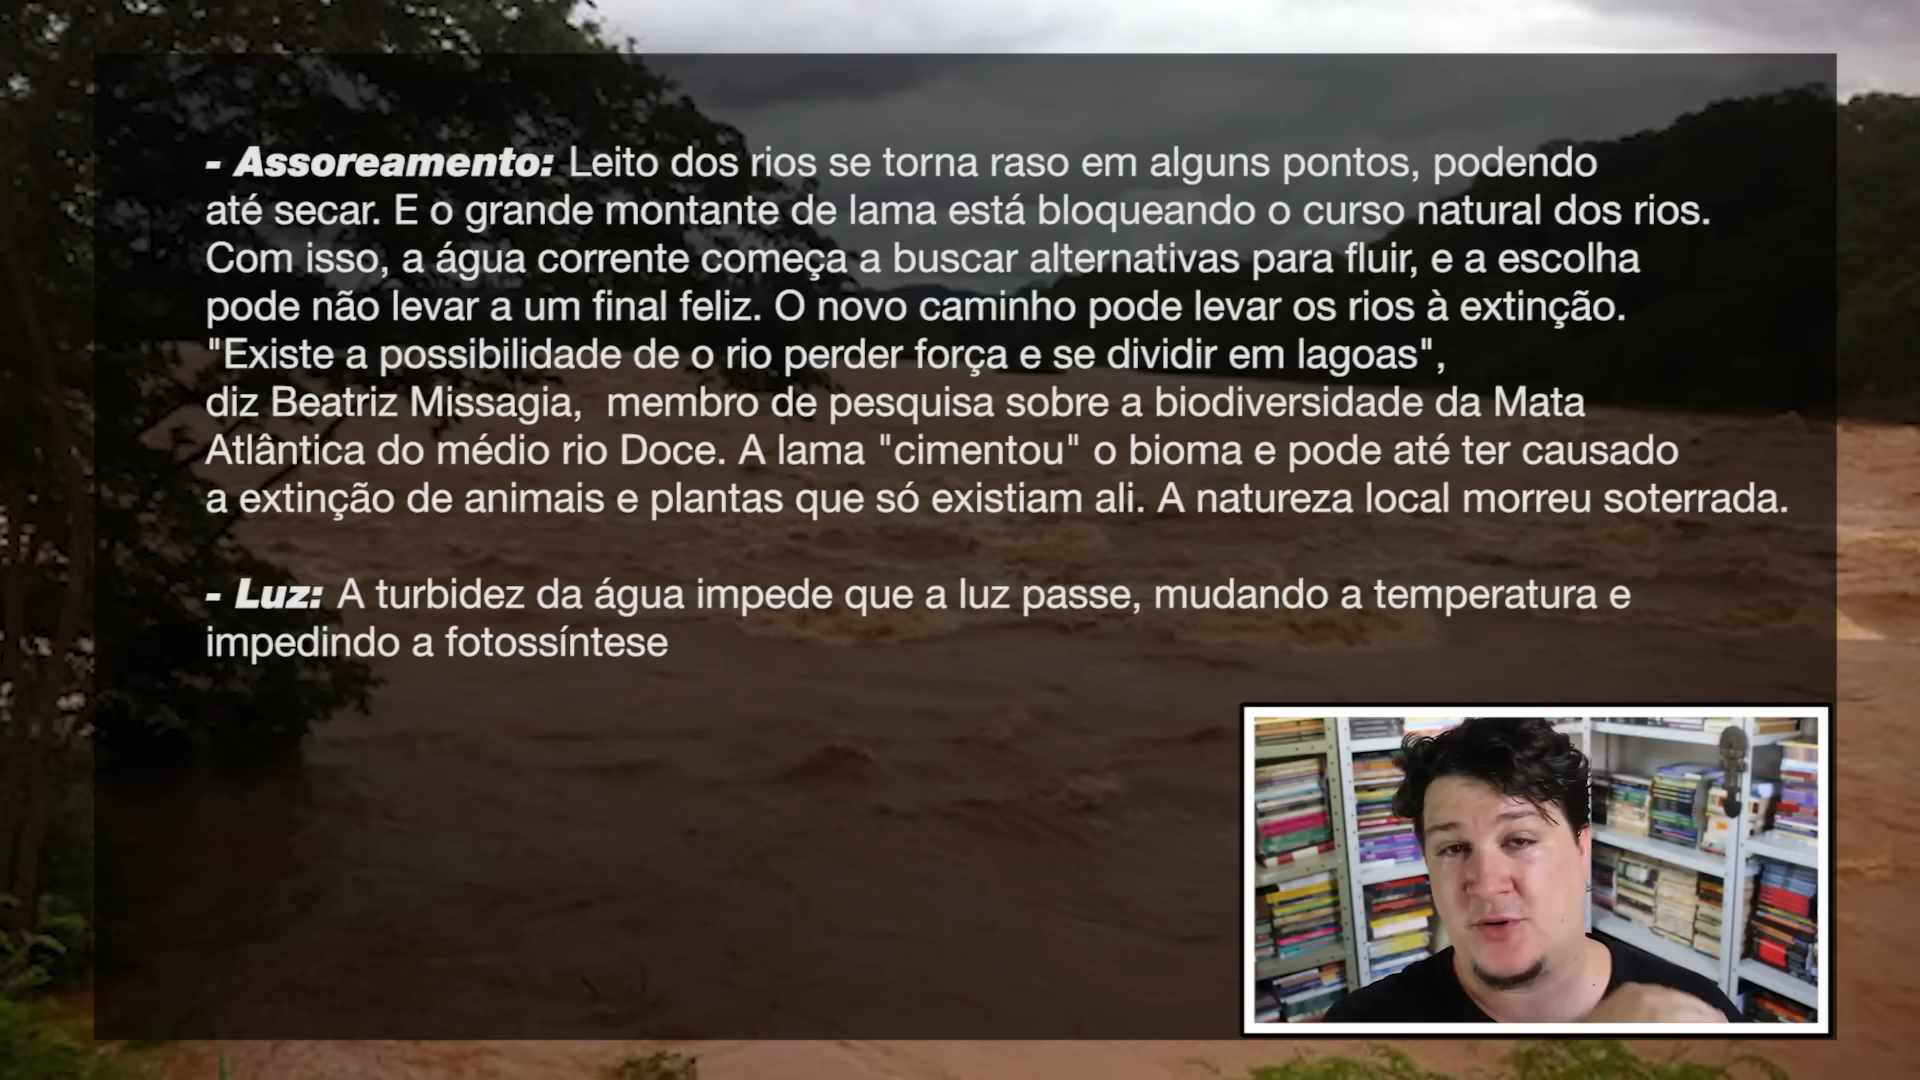 - Assoreamento: Leito dos rios se torna raso em alguns pontos, podendo
até secar. E o grande montante de lama está bloqueando o curso natural dos rios.
Com isso, a água corrente começa a buscar alternativas para fluir, e a escolha
pode não levar a um final feliz. O novo caminho pode levar os rios à extinção.
"Existe a possibilidade de o rio perder força e se dividir em lagoas",
diz Beatriz Missagia,  membro de pesquisa sobre a biodiversidade da Mata
Atlântica do médio rio Doce. A lama "cimentou" o bioma e pode até ter causado
a extinção de animais e plantas que só existiam ali. A natureza local morreu soterrada.
- Luz: A turbidez da água impede que a luz passe, mudando a temperatura e
impedindo a fotossíntese